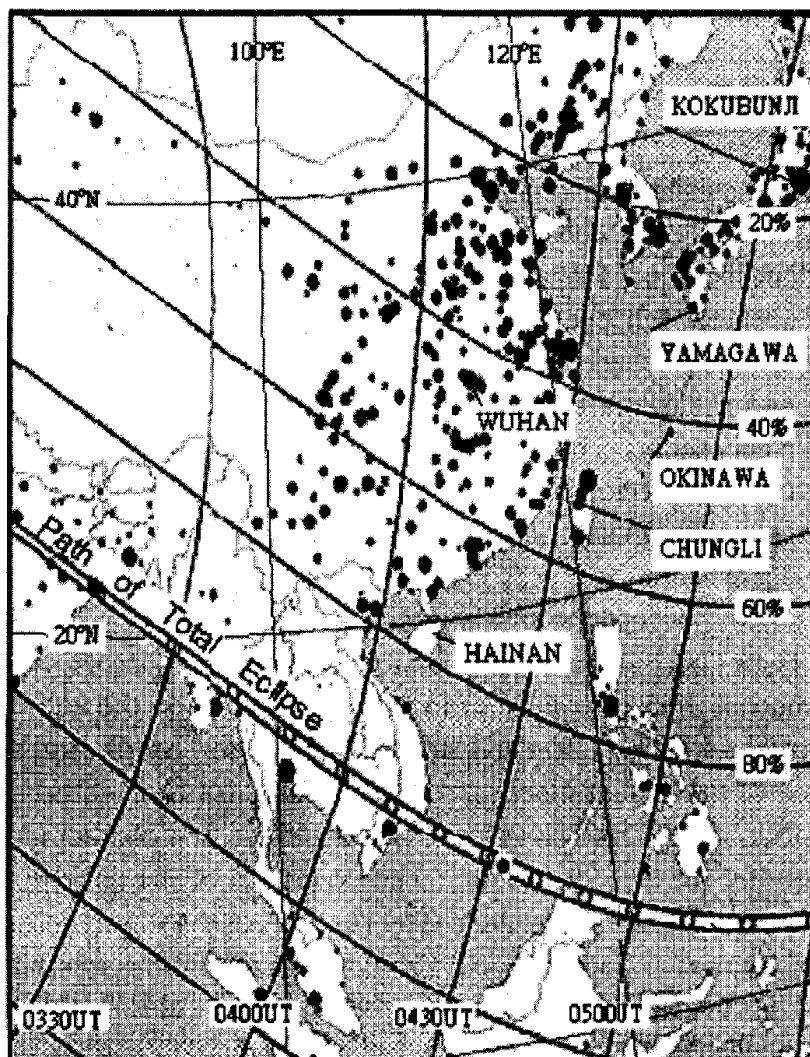 100°E
120°E
KOKUBUNJI
40°N
20%
YAMAGAWA
WUHAN
40%
OKINAWA
CHUNGLI
Path of Total Eclipse
60%
20°N
HAINAN
80%
0330UT
0400UT
0430UT
0500UT